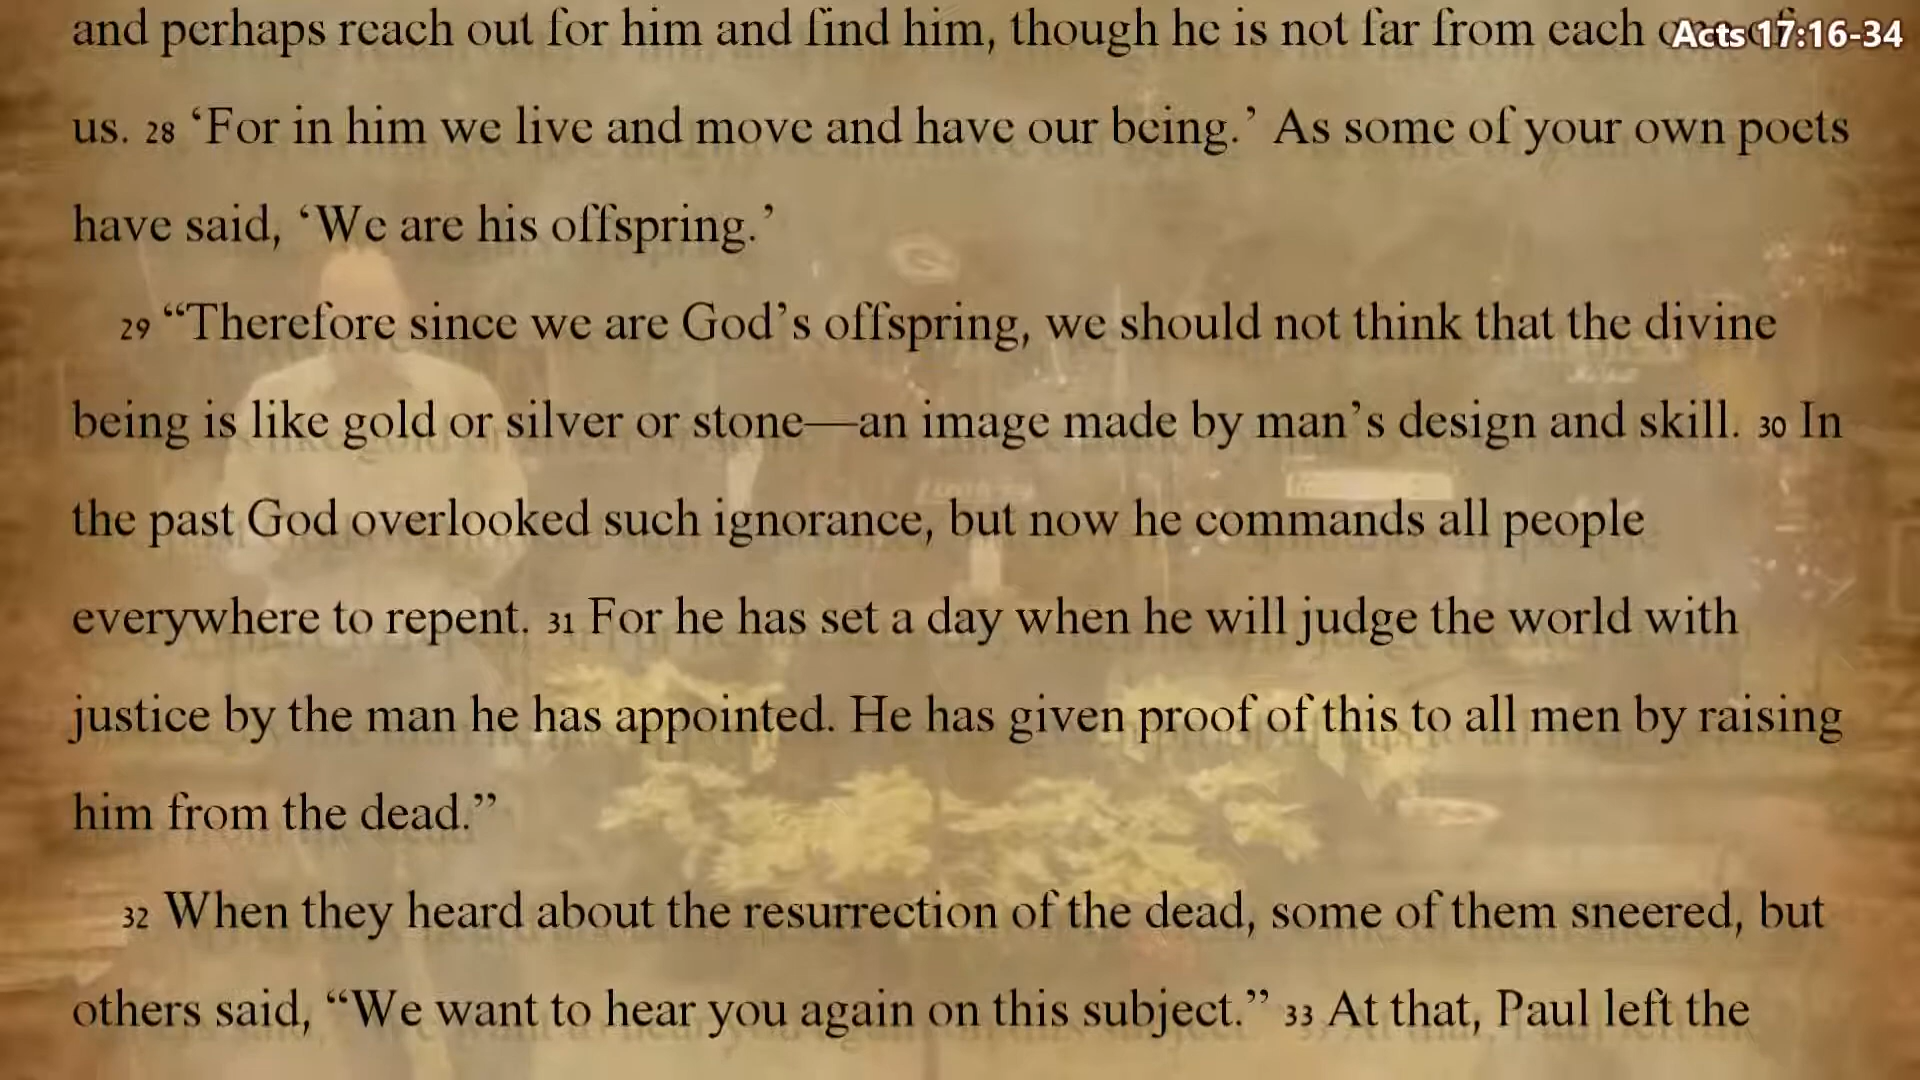 and perhaps reach out for him and find him, though he is not far from each
Acts 17:16-34
us. 28 ‘For in him we live and move and have our being.’ As some of your own poets
have said, ‘We are his offspring.’
29 “Therefore since we are God’s offspring, we should not think that the divine
being is like gold or silver or stone—an image made by man’s design and skill. 30 In
the past God overlooked such ignorance, but now he commands all people
everywhere to repent. 31 For he has set a day when he will judge the world with
justice by the man he has appointed. He has given proof of this to all men by raising
him from the dead.”
32 When they heard about the resurrection of the dead, some of them sneered, but
others said, “We want to hear you again on this subject.” 33 At that, Paul left the